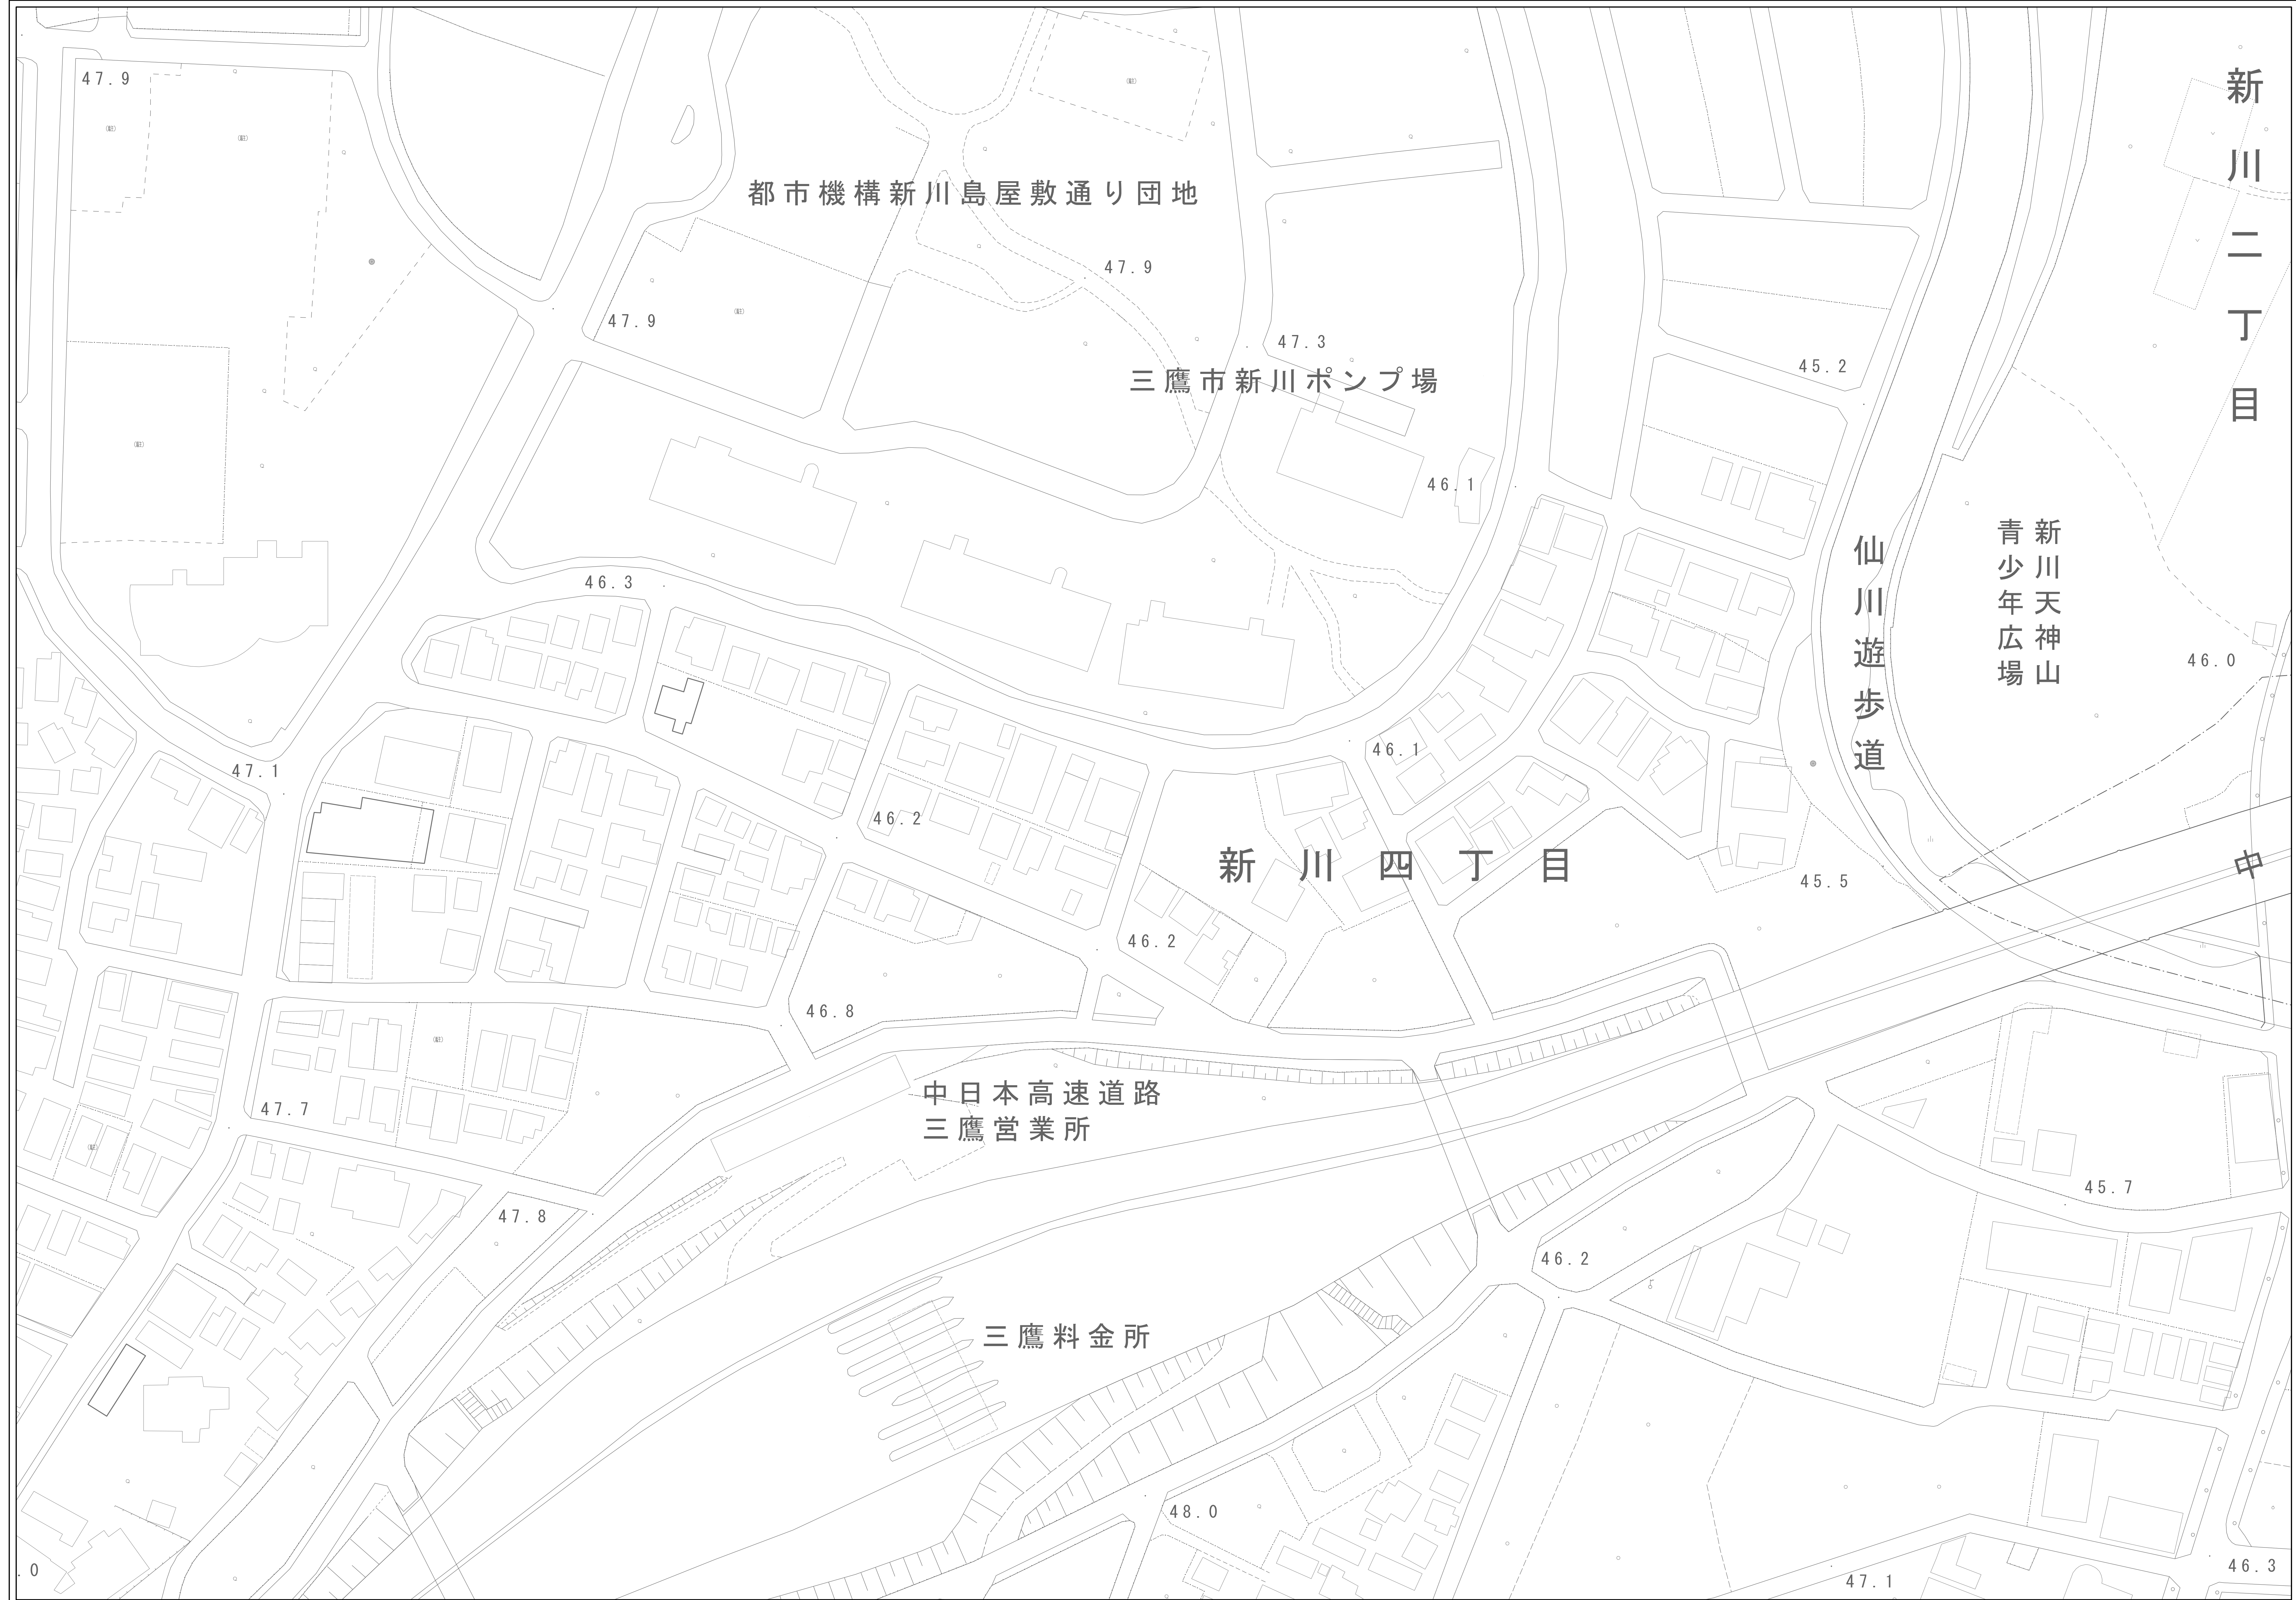 47.9
新川二丁目
都市機構新川島屋敷通り団地
47.9
47.9
47.3
45.2
三鷹市新川ポンプ場
46.1
新川天神山
青少年広場
仙川遊歩道
46.3
46.0
46.1
47.1
46.2
新川四丁目
中
45.5
46.2
46.8
中日本高速道路
三鷹営業所
47.7
45.7
47.8
46.2
三鷹料金所
48.0
.0
47.1
46.3